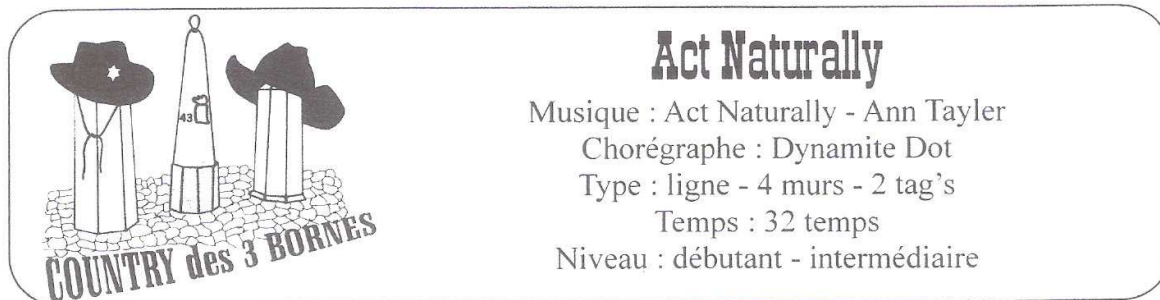 43
COUNTRY des 3 BORNES
Act Naturally
Musique : Act Naturally - Ann Tayler
Chorégraphe : Dynamite Dot
Type : ligne - 4 murs - 2 tag's
Temps : 32 temps
Niveau : débutant - intermédiaire